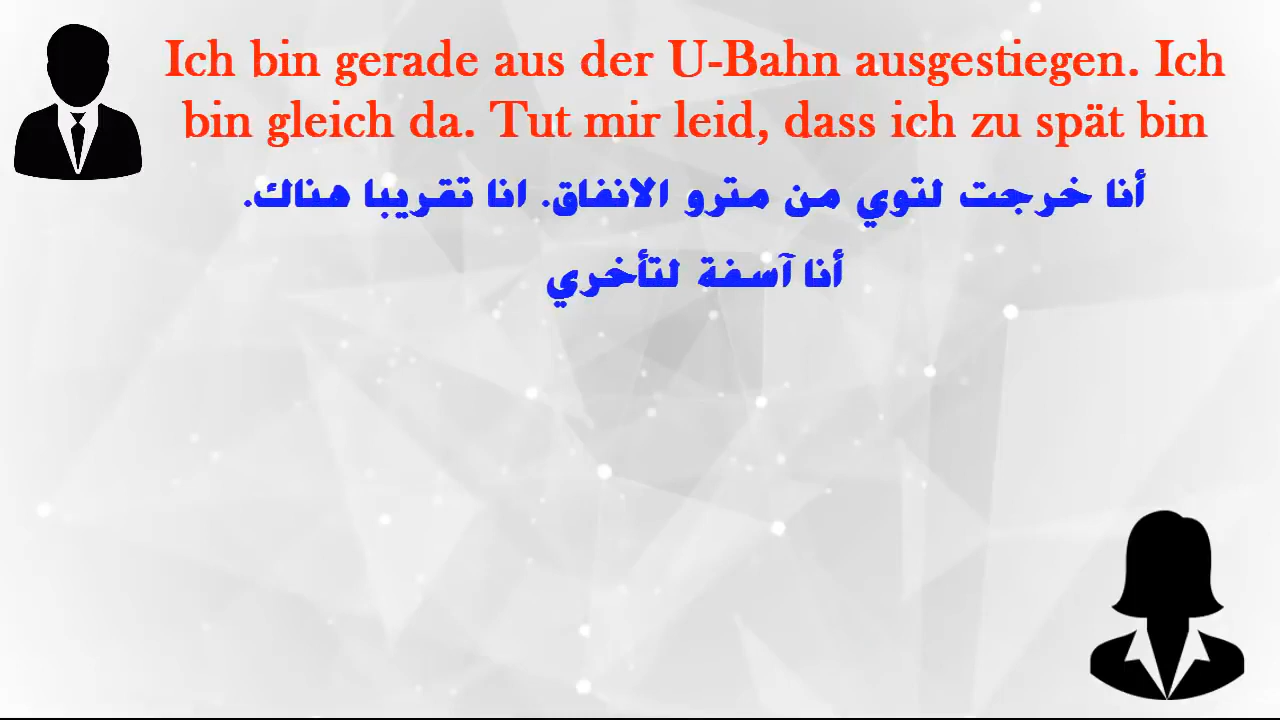 Ich bin gerade aus der U-Bahn ausgestiegen. Ich
bin gleich da. Tut mir leid, dass ich zu spät bin
أنا خرجت لتوي من مترو الانفاق. انا تقريبا هناك.
أنا آسفة لتأخري